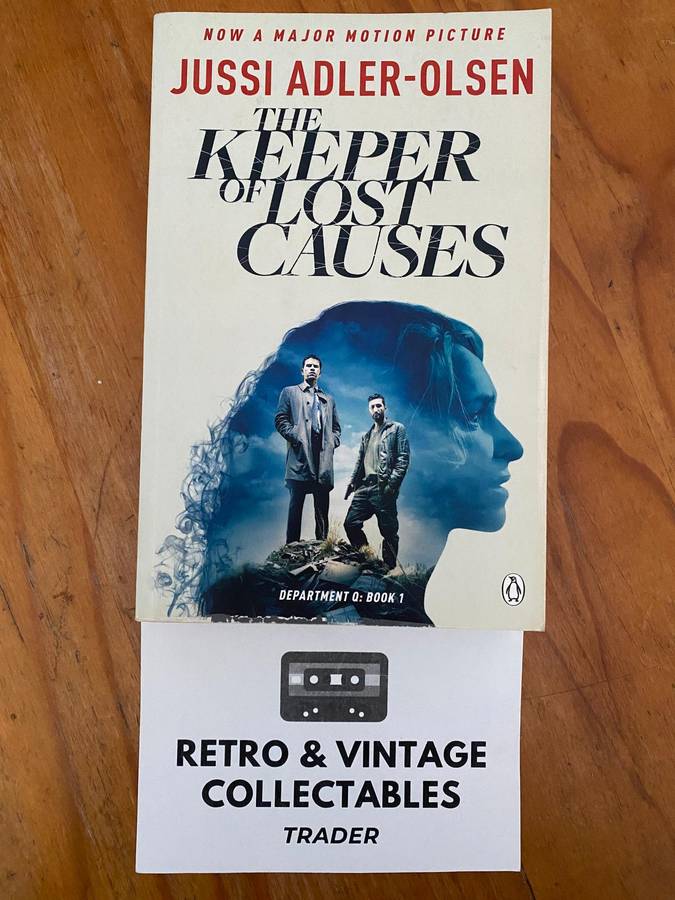 NOW A MAJOR MOTION PICTURE
JUSSI ADLER-OLSEN
THE
KEEPER
OF LOST
CAUSES
DEPARTMENT Q: BOOK 1
RETRO & VINTAGE
COLLECTABLES
TRADER